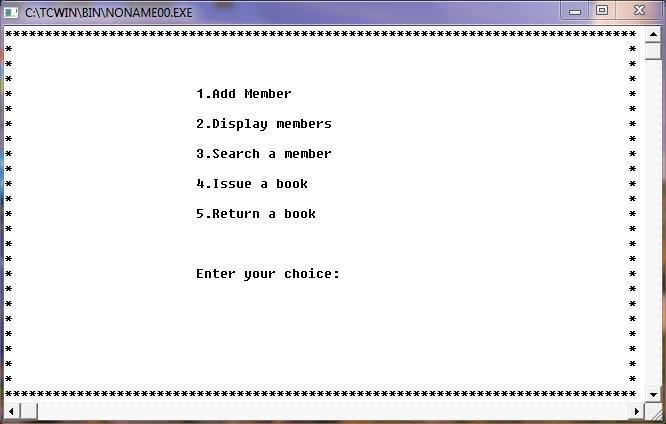 C:\TCWIN\BIN\NONAME00.EXE
1.Add Member
2.Display members
3.Search a member
4.Issue a book
5.Return a book
Enter your choice: